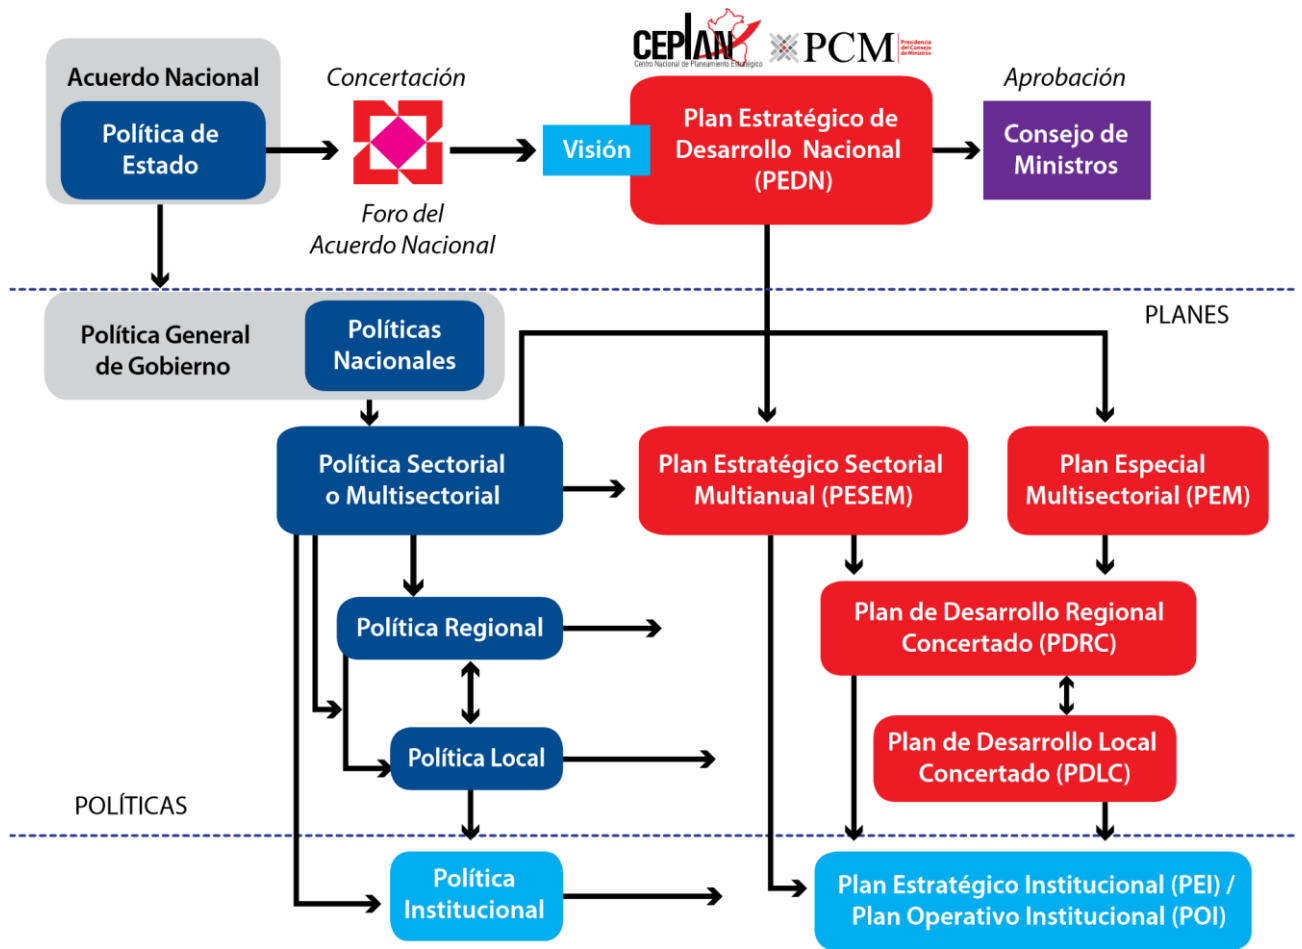 Acuerdo Nacional
Política de
Estado
Concertación
Foro del
Acuerdo Nacional
CEPLAN
Centro Nacional de Planeamiento Estratégico
PCM
Presidencia
del Consejo
de Ministros
Visión
Plan Estratégico de
Desarrollo Nacional
(PEDN)
Aprobación
Consejo de
Ministros
PLANES
Política General
de Gobierno
Políticas
Nacionales
Política Sectorial
o Multisectorial
Plan Estratégico Sectorial
Multianual (PESEM)
Plan Especial
Multisectorial (PEM)
Política Regional
Plan de Desarrollo Regional
Concertado (PDRC)
Política Local
Plan de Desarrollo Local
Concertado (PDLC)
POLÍTICAS
Política
Institucional
Plan Estratégico Institucional (PEI) /
Plan Operativo Institucional (POI)